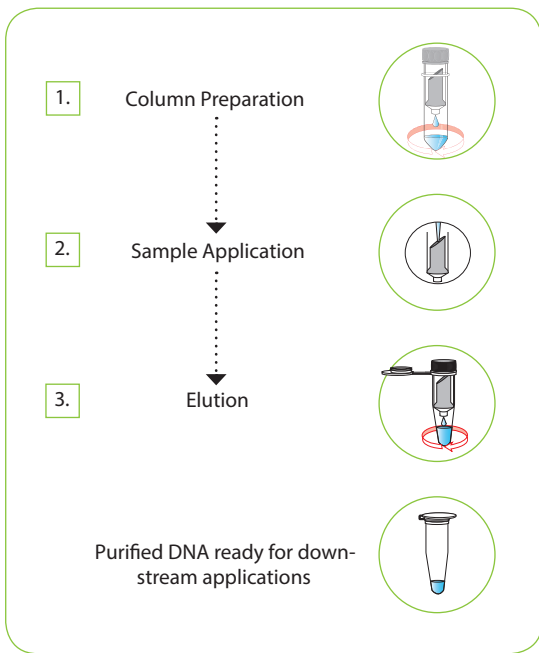 1. Column Preparation
2. Sample Application
3. Elution
Purified DNA ready for down-
stream applications